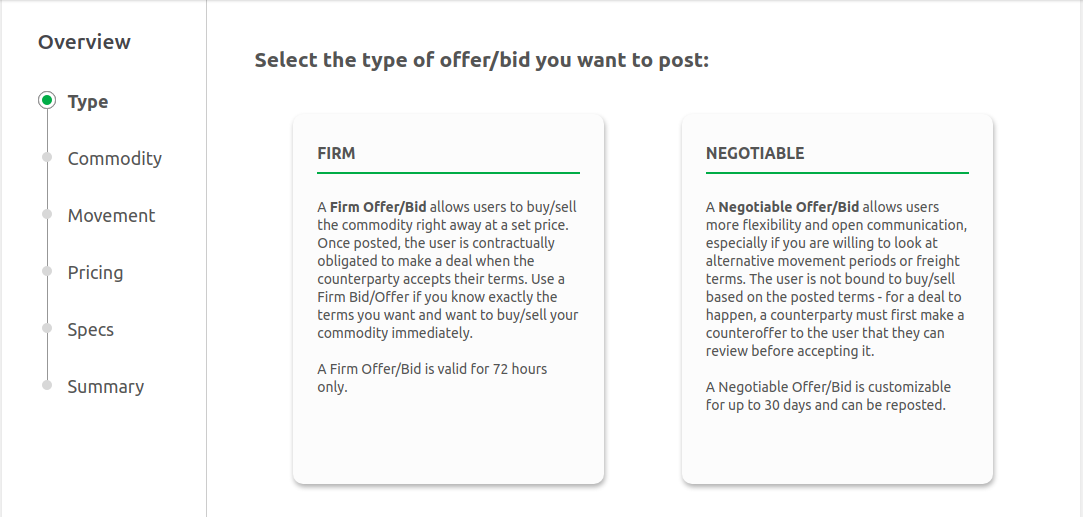 Overview
Type
Commodity
Movement
Pricing
Specs
Summary
Select the type of offer/bid you want to post:
FIRM
A Firm Offer/Bid allows users to buy/sell
the commodity right away at a set price.
Once posted, the user is contractually
obligated to make a deal when the
counterparty accepts their terms. Use a
Firm Bid/Offer if you know exactly the
terms you want and want to buy/sell your
commodity immediately.
A Firm Offer/Bid is valid for 72 hours
only.
NEGOTIABLE
A Negotiable Offer/Bid allows users
more flexibility and open communication,
especially if you are willing to look at
alternative movement periods or freight
terms. The user is not bound to buy/sell
based on the posted terms - for a deal to
happen, a counterparty must first make a
counteroffer to the user that they can
review before accepting it.
A Negotiable Offer/Bid is customizable
for up to 30 days and can be reposted.